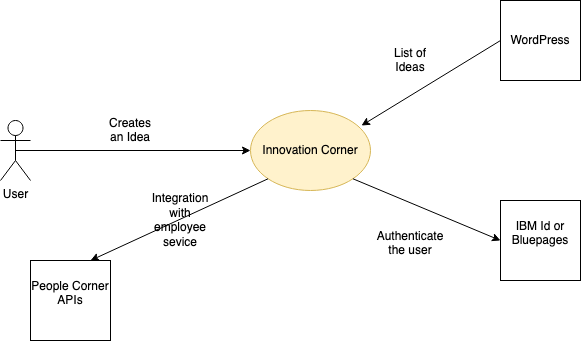 WordPress
List of
Ideas
Creates
an Idea
Innovation Corner
User
Integration
with
employee
sevice
Authenticate
the user
IBM Id or
Bluepages
People Corner
APIs